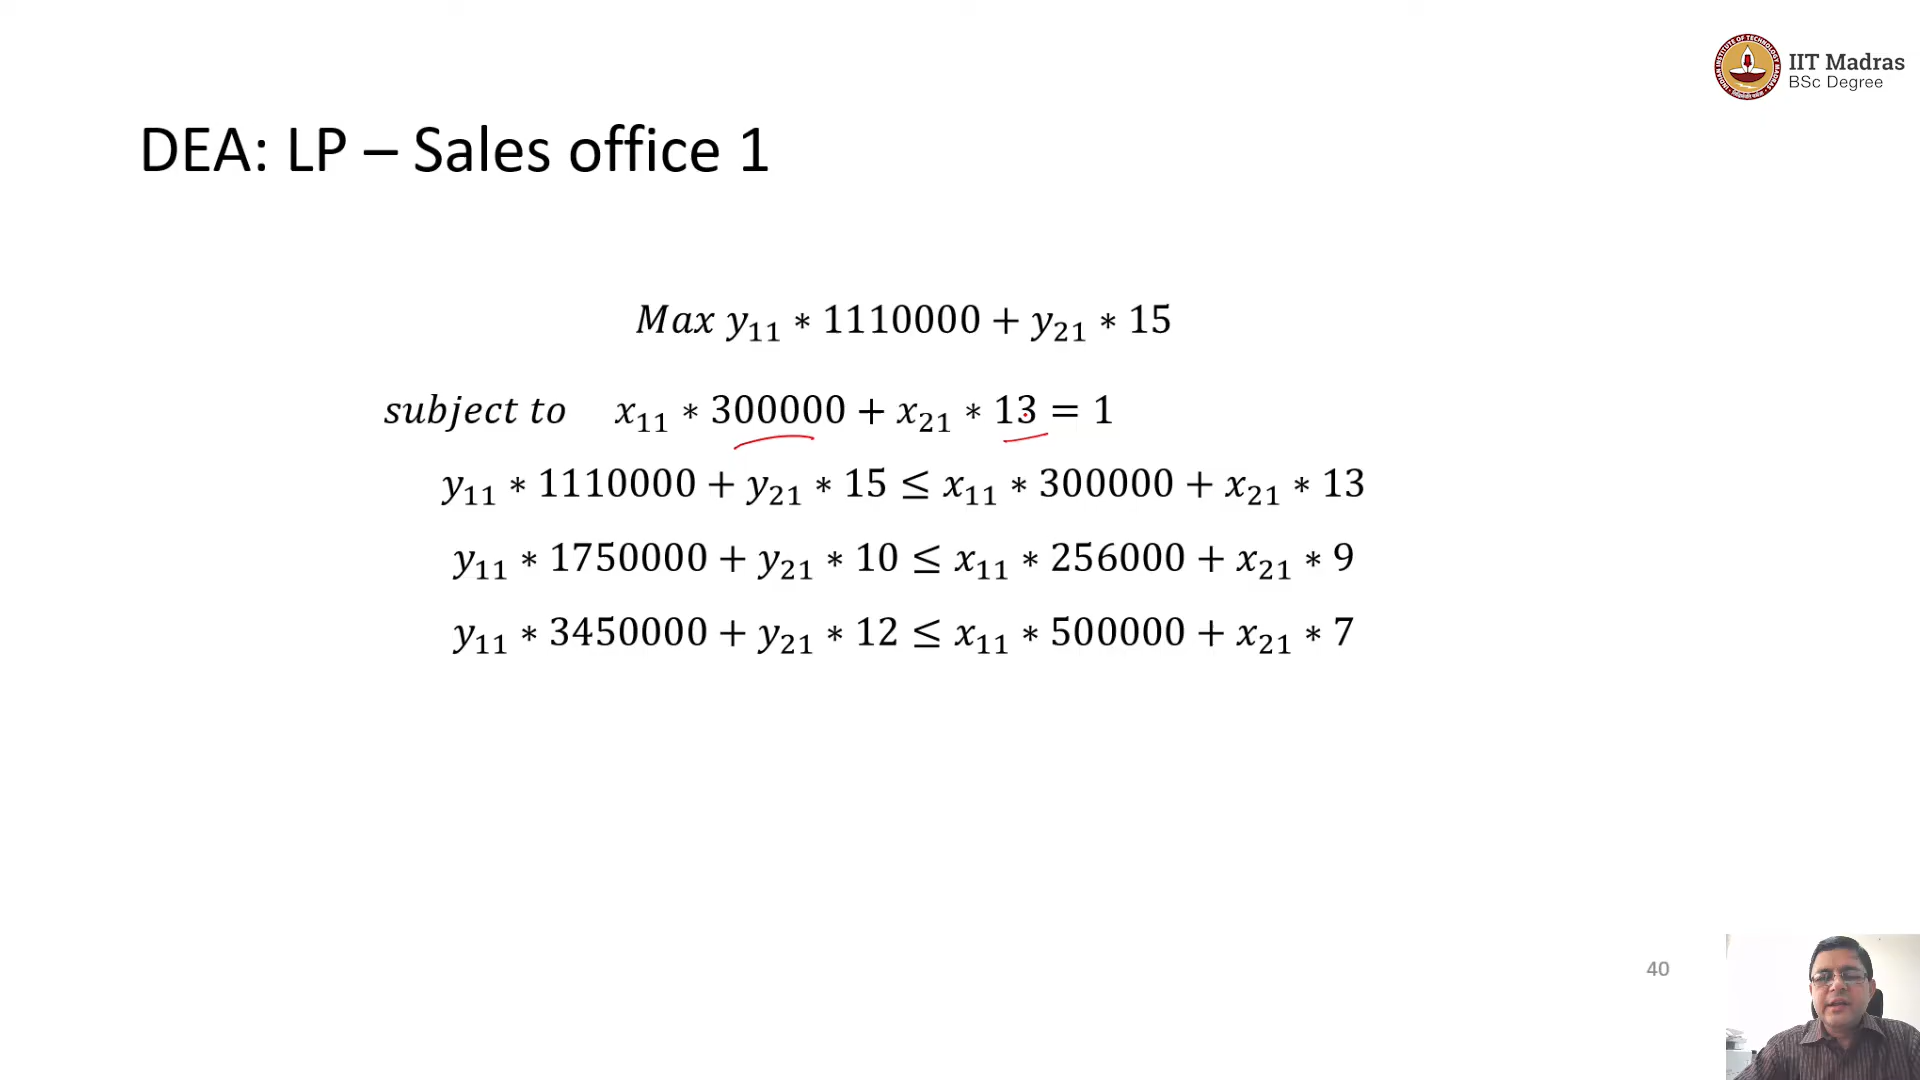 IIT Madras
BSc Degree
DEA: LP – Sales office 1
Max y₁₁ ∗ 1110000 + y₂₁ ∗ 15
subject to x₁₁ ∗ 300000 + x₂₁ ∗ 13 = 1
y₁₁ ∗ 1110000 + y₂₁ ∗ 15 ≤ x₁₁ ∗ 300000 + x₂₁ ∗ 13
y₁₁ ∗ 1750000 + y₂₁ ∗ 10 ≤ x₁₁ ∗ 256000 + x₂₁ ∗ 9
y₁₁ ∗ 3450000 + y₂₁ ∗ 12 ≤ x₁₁ ∗ 500000 + x₂₁ ∗ 7
40